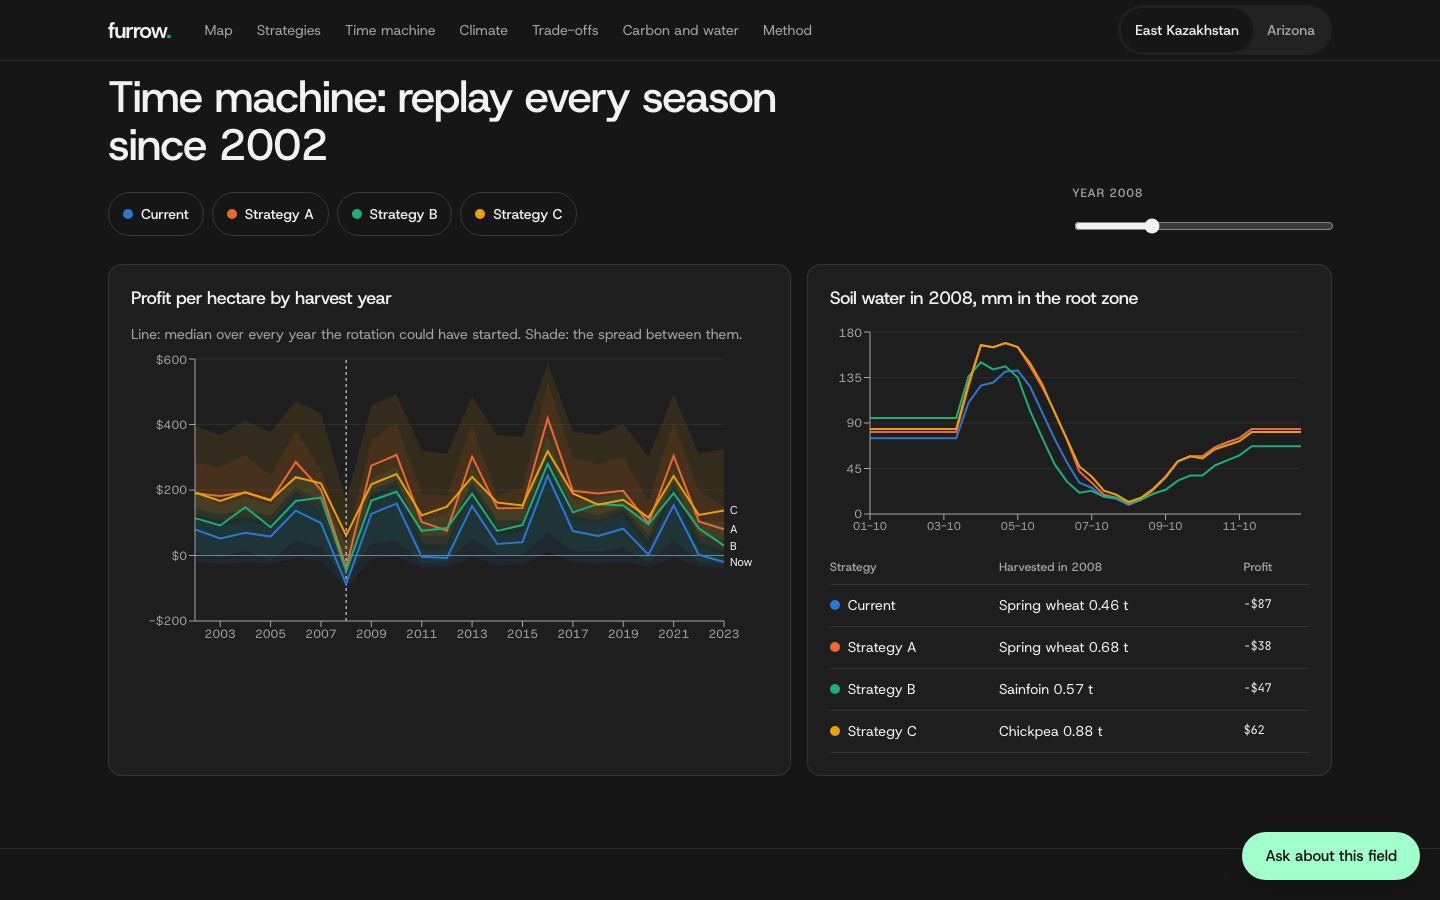 furrow.
Map Strategies Time machine Climate Trade-offs Carbon and water Method
East Kazakhstan Arizona
Time machine: replay every season
since 2002
Current Strategy A Strategy B Strategy C
YEAR 2008
Profit per hectare by harvest year
Line: median over every year the rotation could have started. Shade: the spread between them.
$600
$400
$200
$0
-$200
2003 2005 2007 2009 2011 2013 2015 2017 2019 2021 2023
C
A
B
Now
Soil water in 2008, mm in the root zone
180
135
90
45
0
01-10 03-10 05-10 07-10 09-10 11-10
Strategy Harvested in 2008 Profit
Current Spring wheat 0.46 t -$87
Strategy A Spring wheat 0.68 t -$38
Strategy B Sainfoin 0.57 t -$47
Strategy C Chickpea 0.88 t $62
Ask about this field